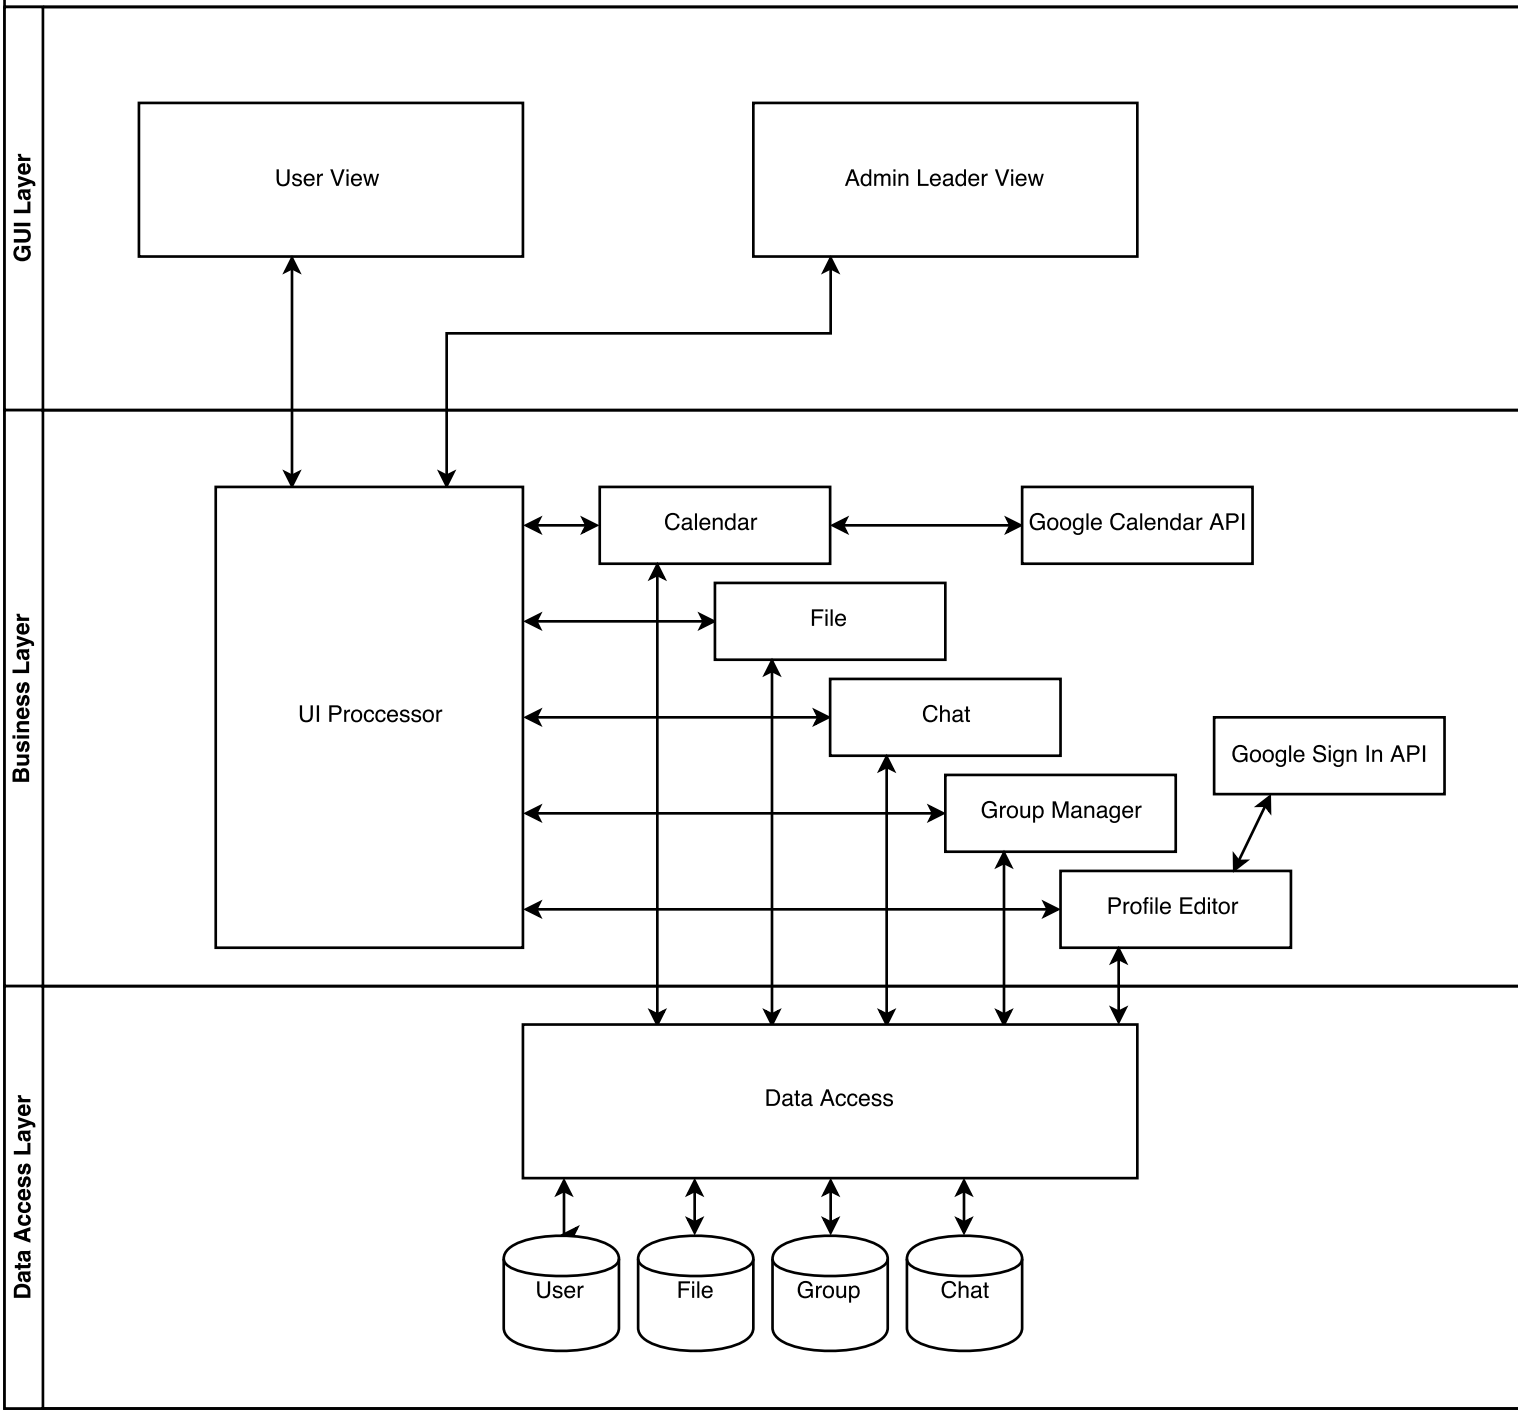 GUI Layer
User View
Admin Leader View
Business Layer
UI Proccessor
Calendar
Google Calendar API
File
Chat
Google Sign In API
Group Manager
Profile Editor
Data Access Layer
Data Access
User
File
Group
Chat